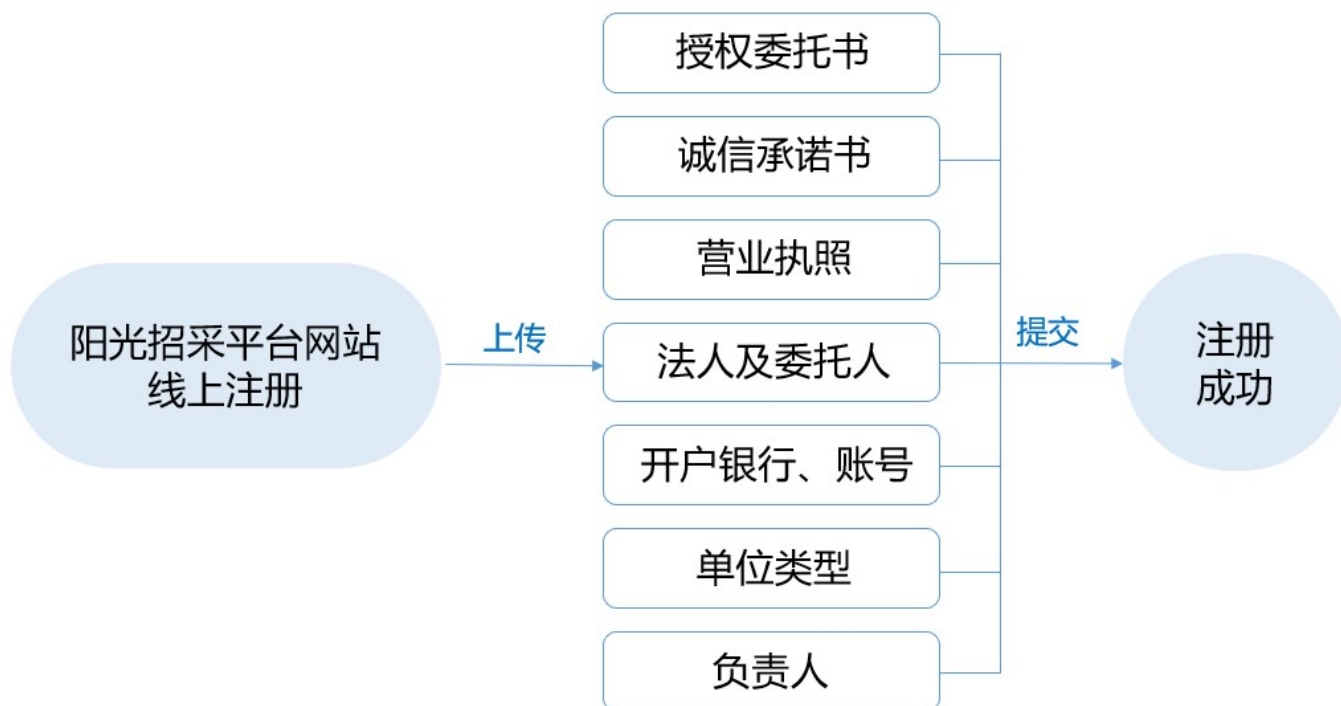 授权委托书
诚信承诺书
营业执照
阳光招采平台网站
线上注册
上传
法人及委托人
提交
注册
成功
开户银行、账号
单位类型
负责人